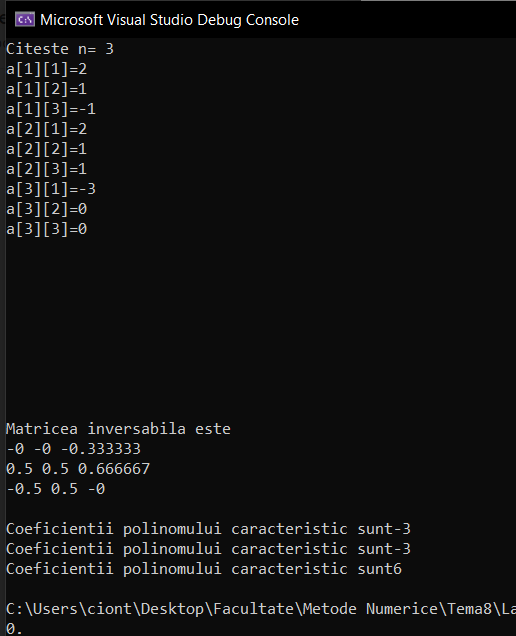 Microsoft Visual Studio Debug Console
Citeste n= 3
a[1][1]=2
a[1][2]=1
a[1][3]=-1
a[2][1]=2
a[2][2]=1
a[2][3]=1
a[3][1]=-3
a[3][2]=0
a[3][3]=0
Matricea inversabila este
-0 -0 -0.333333
0.5 0.5 0.666667
-0.5 0.5 -0
Coeficientii polinomului caracteristic sunt-3
Coeficientii polinomului caracteristic sunt-3
Coeficientii polinomului caracteristic sunt6
C:\Users\ciont\Desktop\Facultate\Metode Numerice\Tema8\La
0.